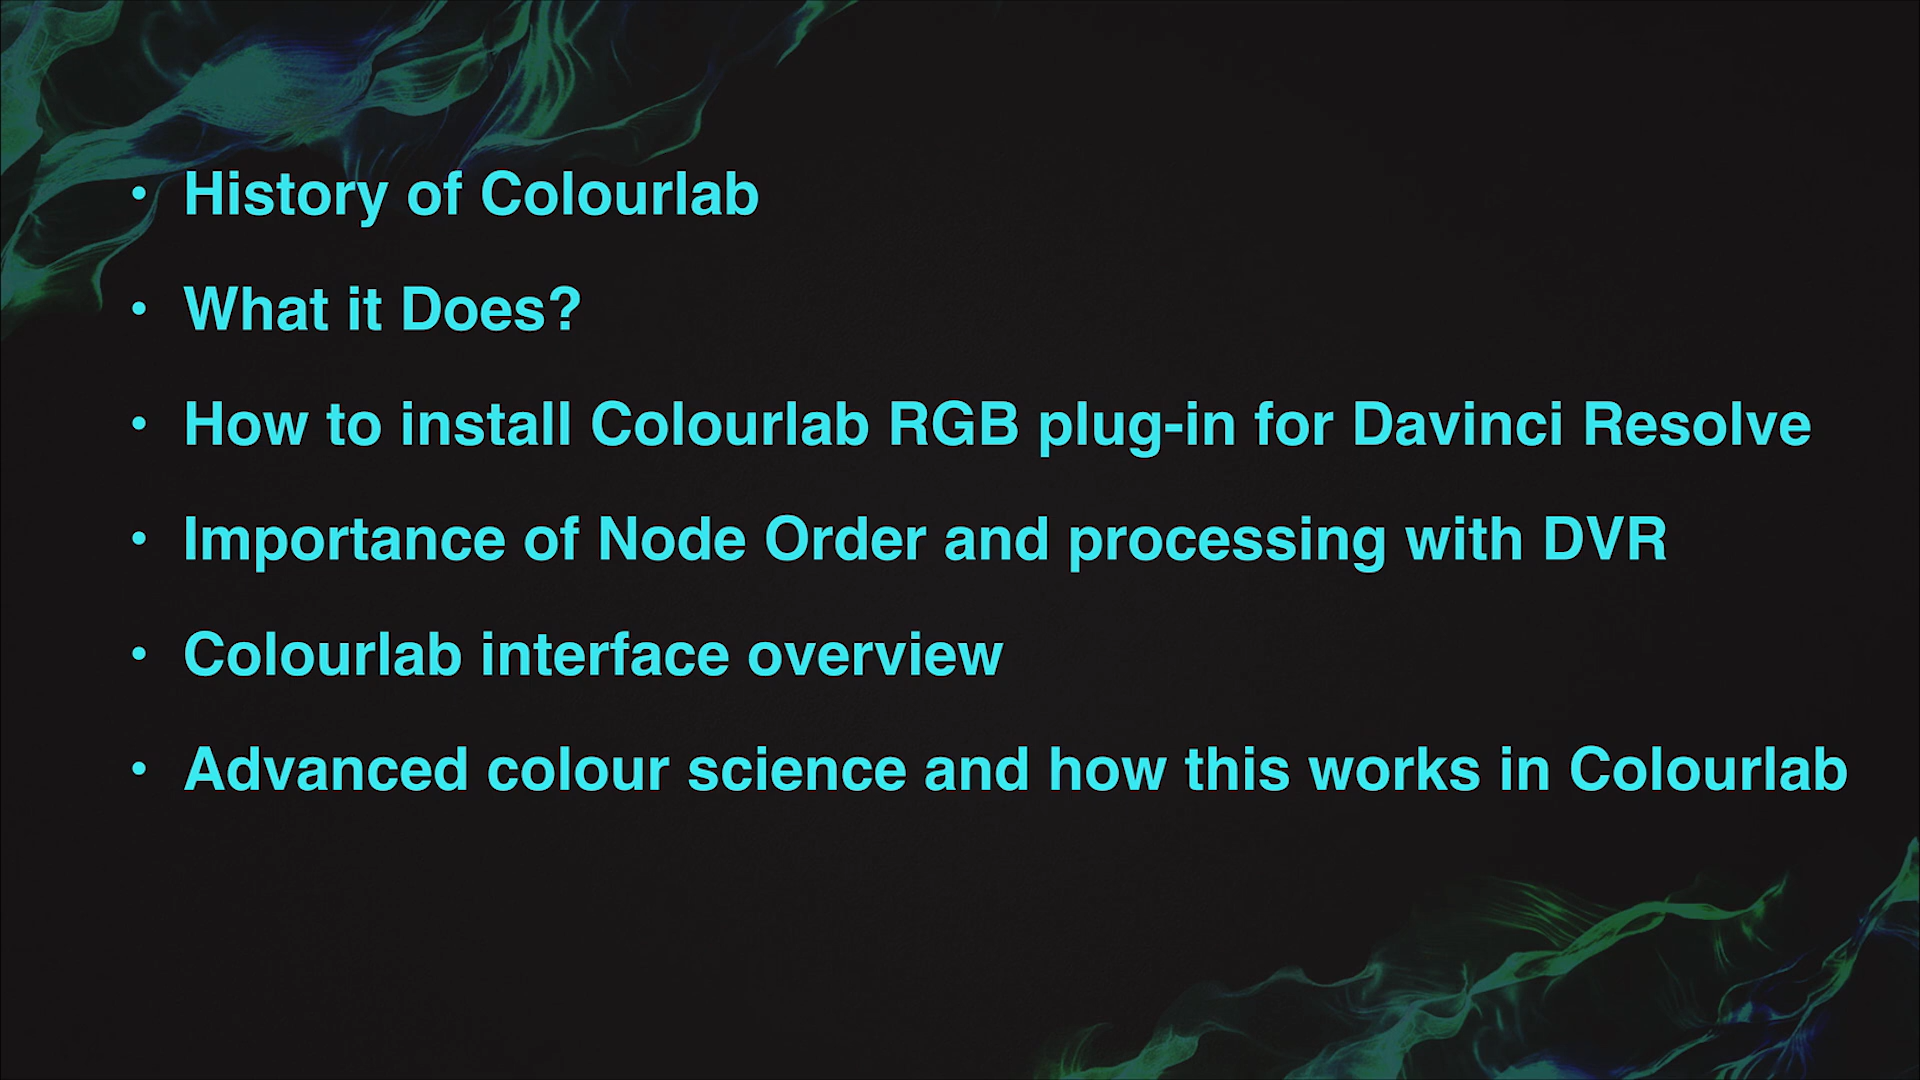 • History of Colourlab
• What it Does?
• How to install Colourlab RGB plug-in for Davinci Resolve
• Importance of Node Order and processing with DVR
• Colourlab interface overview
• Advanced colour science and how this works in Colourlab